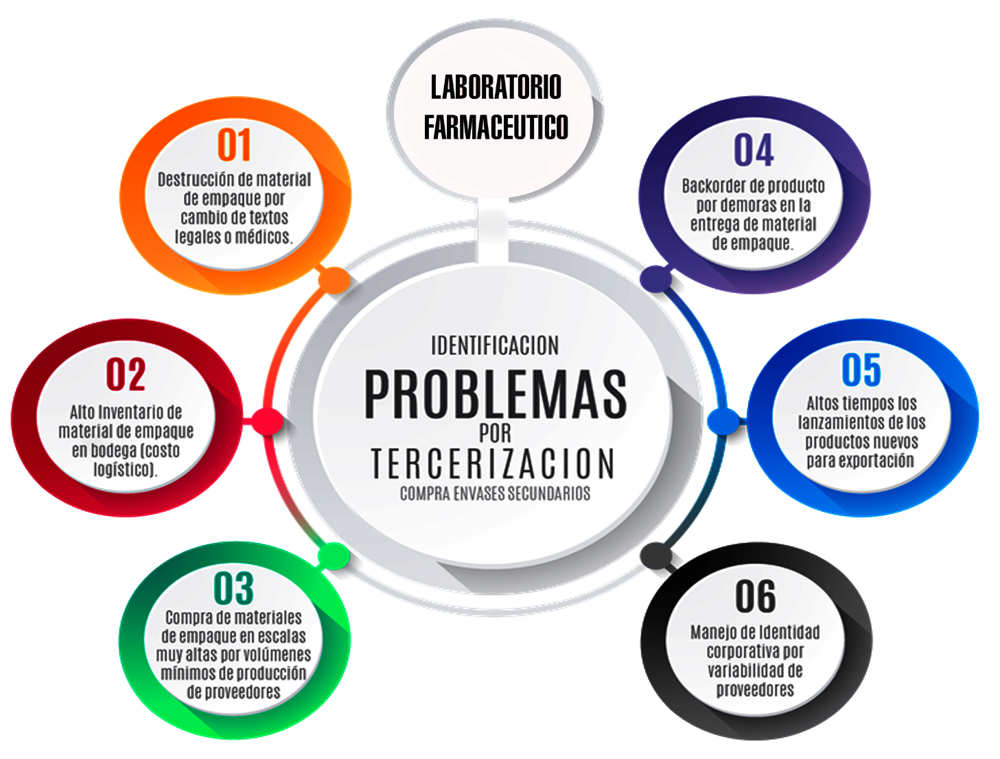 LABORATORIO
FARMACEUTICO
IDENTIFICACION
PROBLEMAS
POR
TERCERIZACION
COMPRA ENVASES SECUNDARIOS
01
Destrucción de material
de empaque por
cambio de textos
legales o médicos.
02
Alto Inventario de
material de empaque
en bodega (costo
logístico).
03
Compra de materiales
de empaque en escalas
muy altas por volúmenes
mínimos de producción
de proveedores
04
Backorder de producto
por demoras en la
entrega de material
de empaque.
05
Altos tiempos los
lanzamientos de los
productos nuevos
para exportación
06
Manejo de Identidad
corporativa por
variabilidad de
proveedores